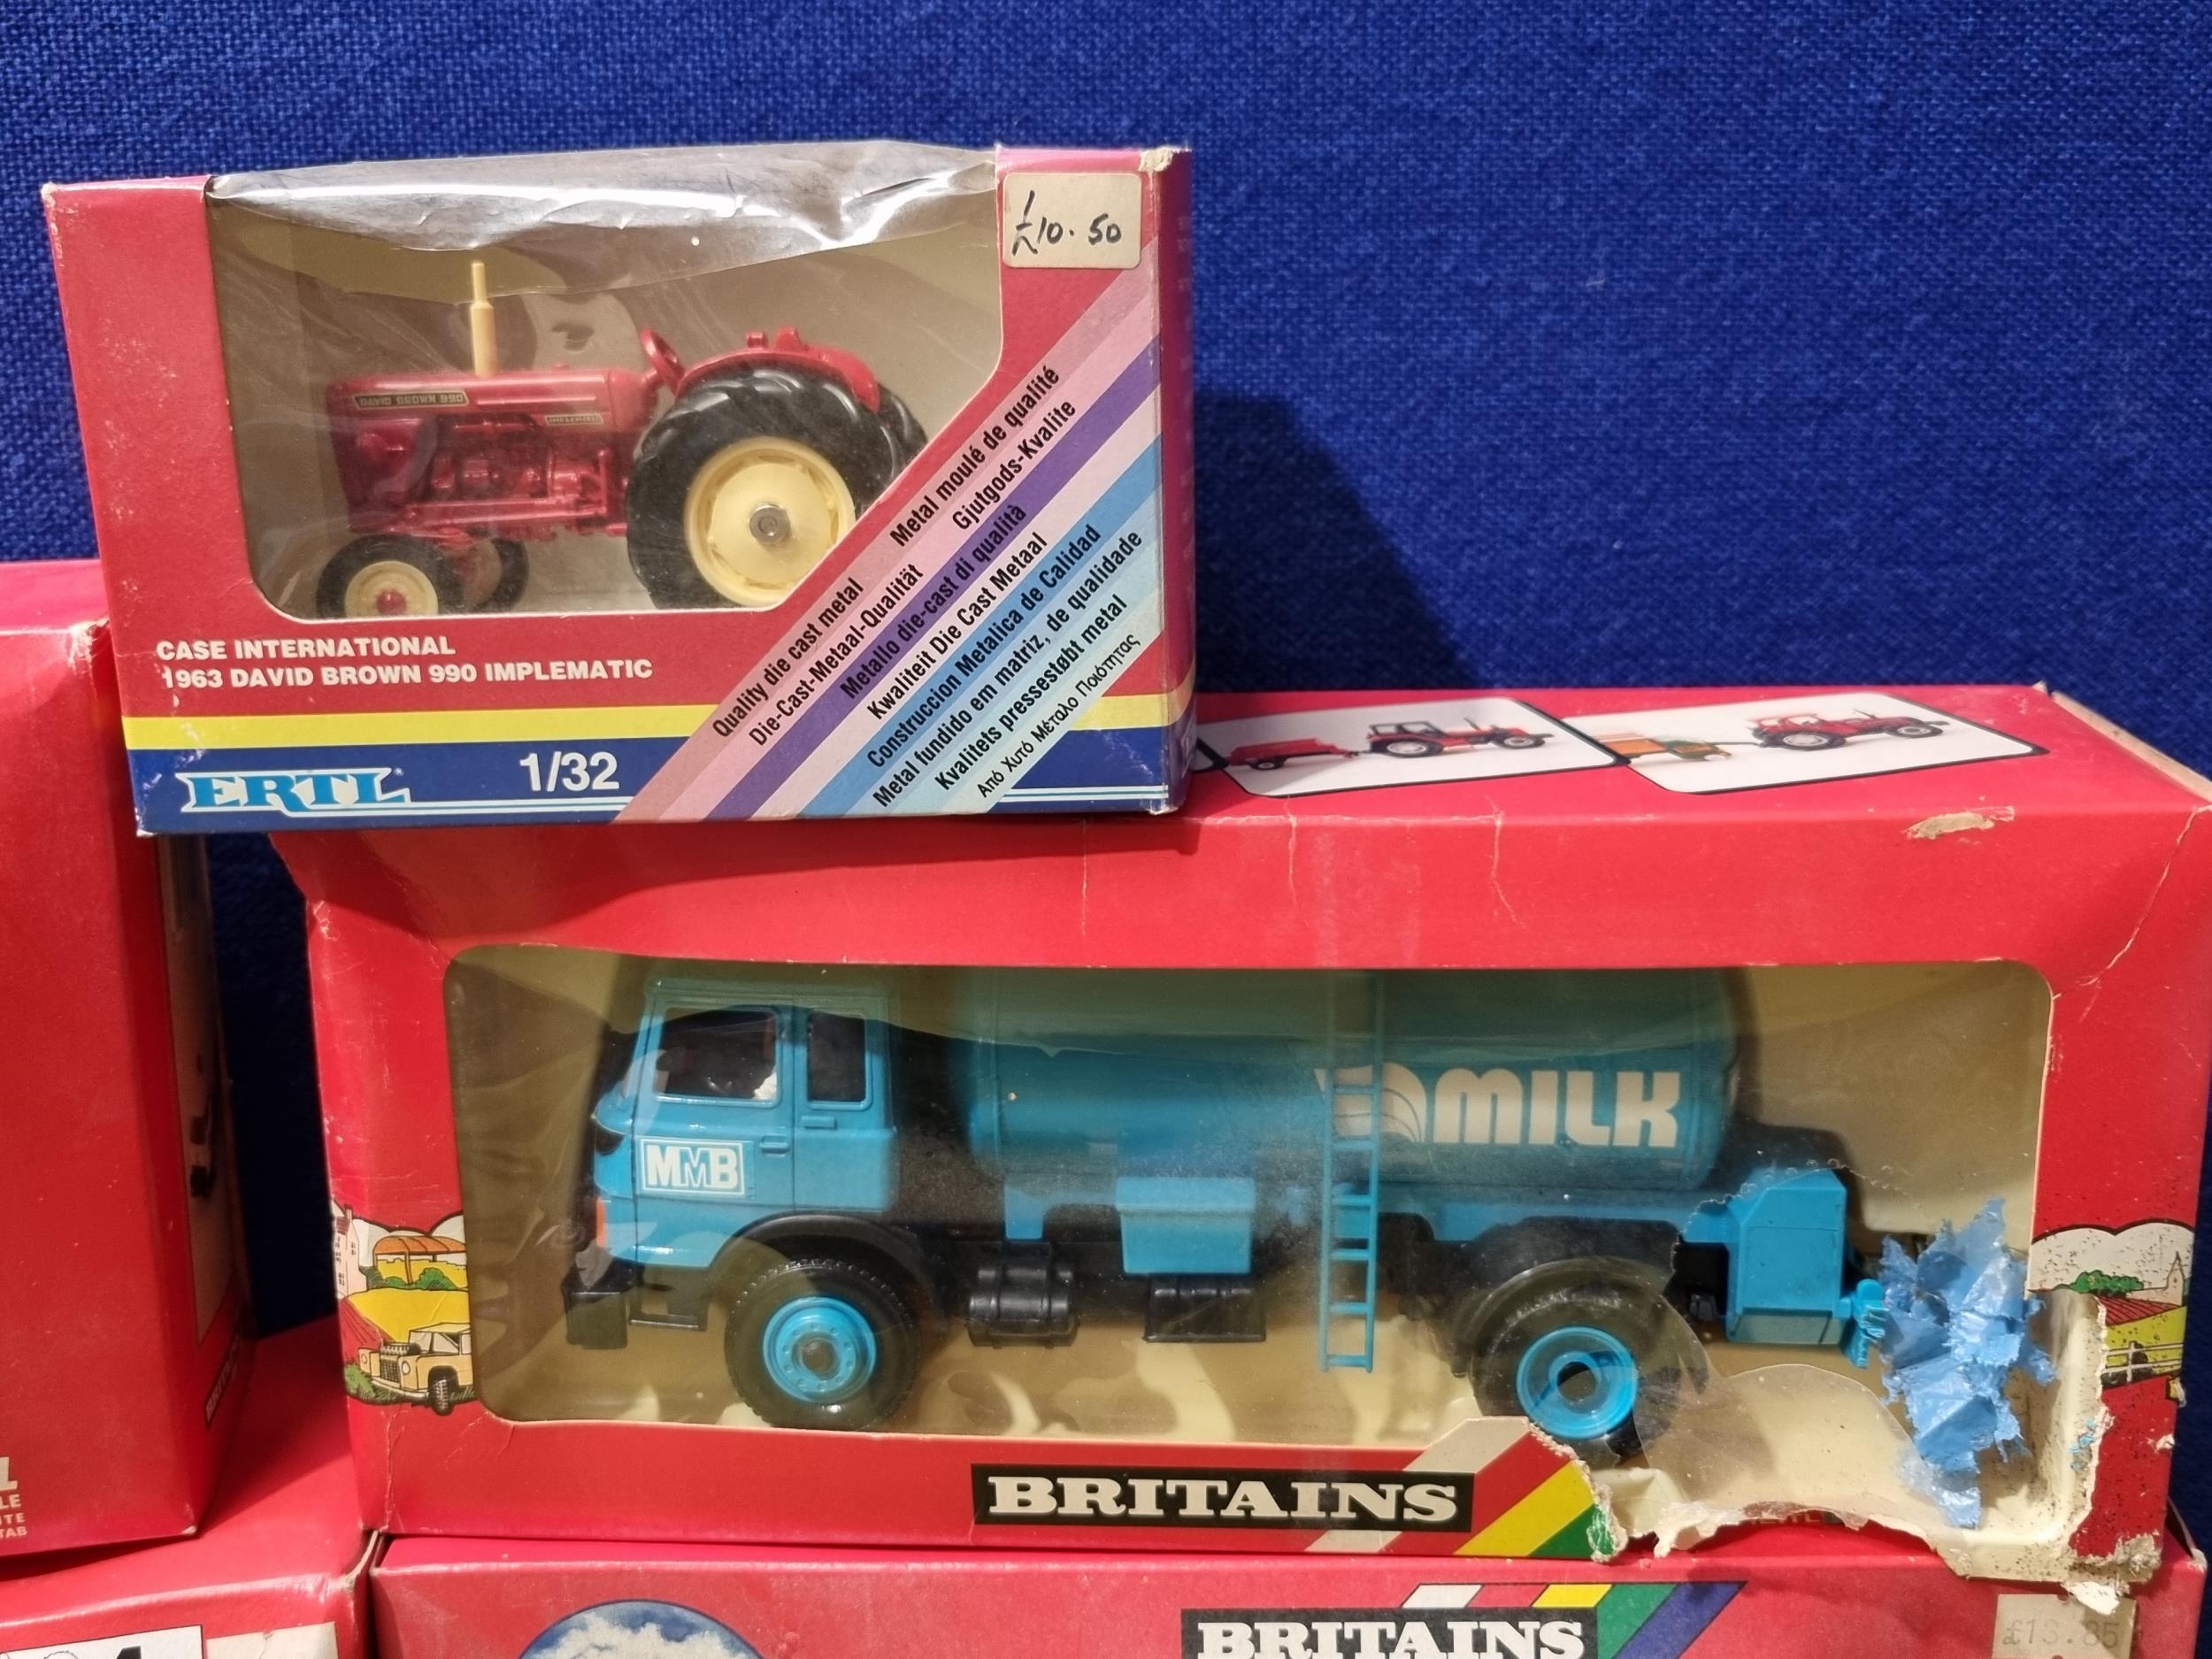 £10.50
DAVID BROWN 990
CASE INTERNATIONAL
1963 DAVID BROWN 990 IMPLEMATIC
ERTL
1/32
Quality die cast metal
Metal moulé de qualité
Die-Cast-Metaal-Qualität
Gjutgods-Kvalite
Metallo die-cast di qualità
Kwaliteit Die Cast Metaal
Construccion Metalica de Calidad
Metal fundido em matriz, de qualidade
Kvalitets pressestøbt metal
Από Χυτό Μέταλο Ποιότητας
MILK
MMB
BRITAINS
BRITAINS
£13.85